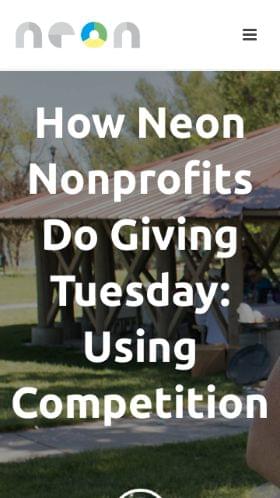 neon
How Neon
Nonprofits
Do Giving
Tuesday:
Using
Competition